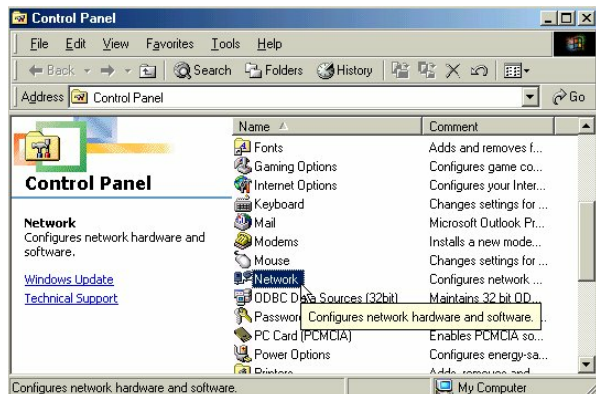 Control Panel
File Edit View Favorites Tools Help
Back Search Folders History
Address Control Panel Go
Name Comment
Control Panel
Network
Configures network hardware and
software.
Windows Update
Technical Support
Fonts Adds and removes f...
Gaming Options Configures game co...
Internet Options Configures your Inter...
Keyboard Changes settings for ...
Mail Microsoft Outlook Pr...
Modems Installs a new mode...
Mouse Changes settings for ...
Network Configures network ...
ODBC Data Sources (32bit) Maintains 32 bit OD...
Configures network hardware and software.
PC Card (PCMCIA) Enables PCMCIA so...
Power Options Configures energy-sa...
Printers Adds, removes and
Configures network hardware and software. My Computer